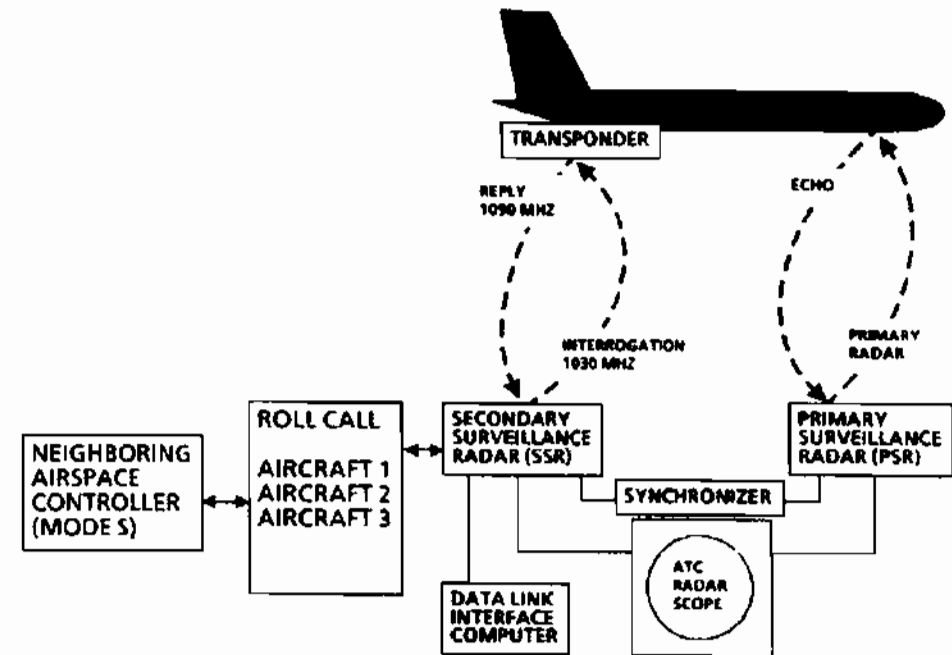 TRANSPONDER
REPLY
1090 MHZ
ECHO
INTERROGATION
1030 MHZ
PRIMARY
RADAR
NEIGHBORING
AIRSPACE
CONTROLLER
(MODE S)
ROLL CALL
AIRCRAFT 1
AIRCRAFT 2
AIRCRAFT 3
SECONDARY
SURVEILLANCE
RADAR (SSR)
PRIMARY
SURVEILLANCE
RADAR (PSR)
SYNCHRONIZER
ATC
RADAR
SCOPE
DATA LINK
INTERFACE
COMPUTER